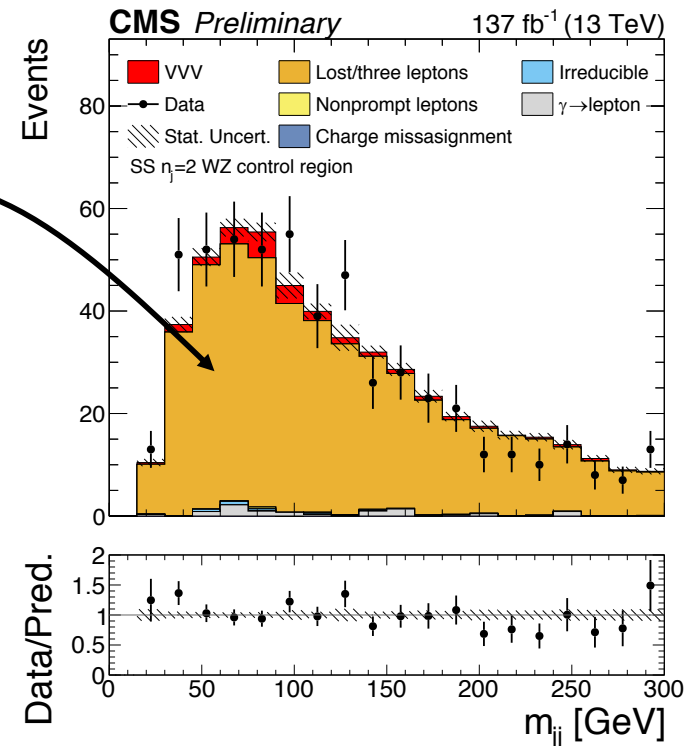 CMS Preliminary 137 fb-1 (13 TeV)
Events
VVV Lost/three leptons Irreducible
Data Nonprompt leptons γ→lepton
Stat. Uncert. Charge missasignment
SS nj=2 WZ control region
80
60
40
20
0
Data/Pred.
2
1.5
1
0.5
0
0 50 100 150 200 250 300
mjj [GeV]